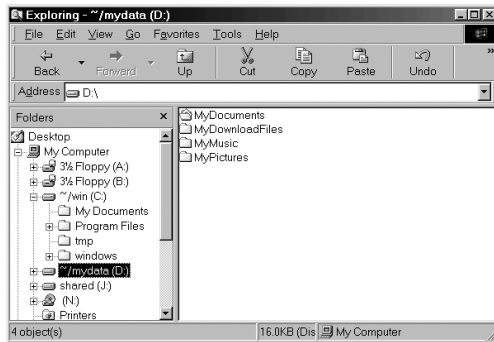 Exploring - ~/mydata (D:)
File Edit View Go Favorites Tools Help
Back Forward Up Cut Copy Paste Undo »
Address D:\
Folders ×
Desktop
My Computer
3½ Floppy (A:)
3½ Floppy (B:)
~/win (C:)
My Documents
Program Files
tmp
windows
~/mydata (D:)
shared (J:)
(N:)
Printers
MyDocuments
MyDownloadFiles
MyMusic
MyPictures
4 object(s) 16.0KB (Dis My Computer